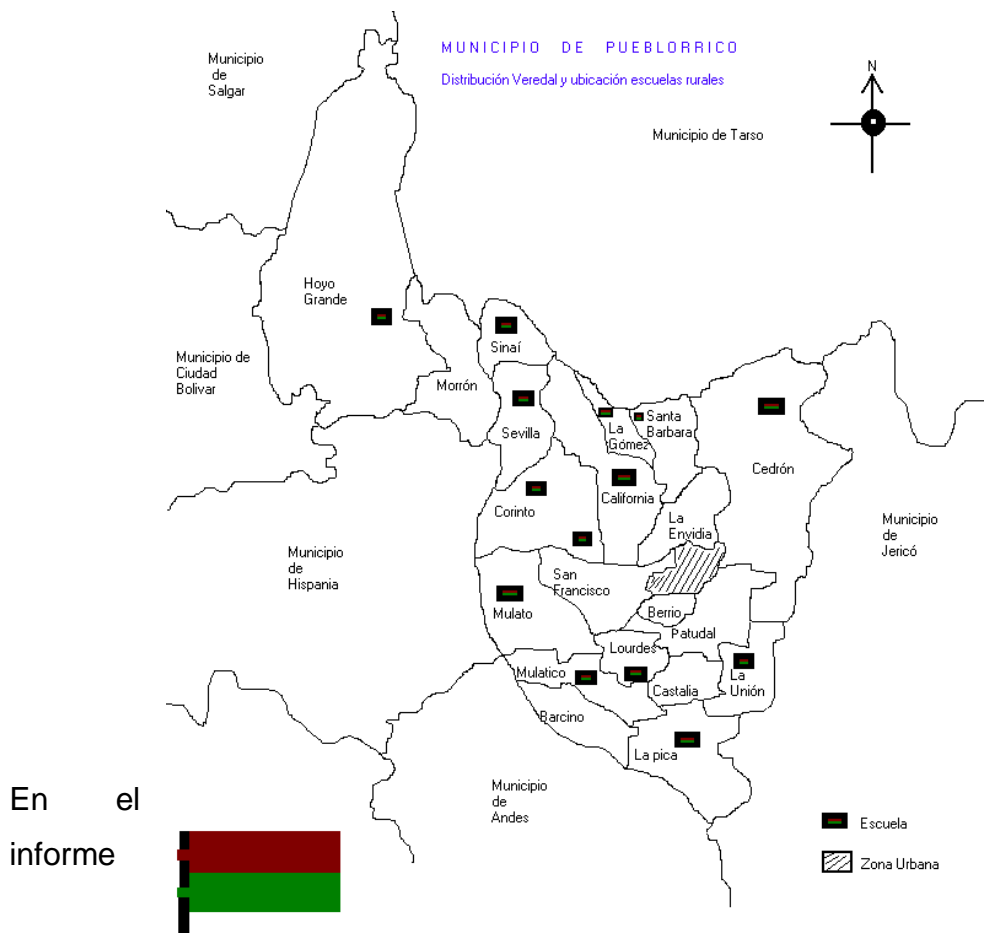 MUNICIPIO DE PUEBLORRICO
Distribución Veredal y ubicación escuelas rurales
Municipio
de
Salgar
N
Municipio de Tarso
Hoyo
Grande
Sinaí
Municipio de
Ciudad
Bolivar
Morrón
Sevilla
La
Gómez
Santa
Barbara
Cedrón
Corinto
California
La
Envidia
Municipio
de
Jericó
Municipio
de
Hispania
San
Francisco
Mulato
Berrio
Patudal
Lourdes
Mulatico
Castalia
La
Unión
Barcino
La pica
Municipio
de
Andes
En el
informe
Escuela
Zona Urbana